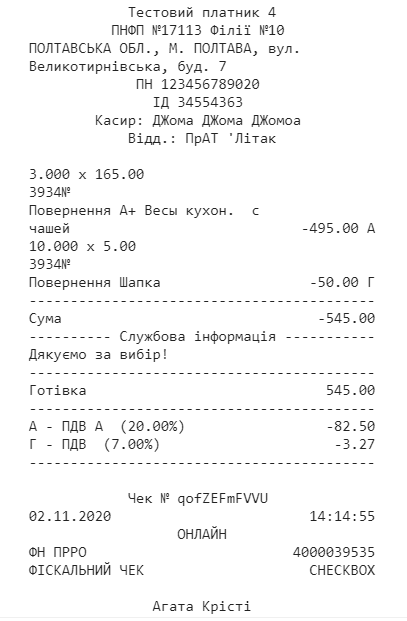 Тестовий платник 4
ПНФП №17113 Філії №10
ПОЛТАВСЬКА ОБЛ., М. ПОЛТАВА, вул.
Великотирнівська, буд. 7
ПН 123456789020
ІД 34554363
Касир: ДЖома ДЖома ДЖомоа
Відд.: ПрАТ 'Літак
3.000 x 165.00
3934№
Повернення А+ Весы кухон. с
чашей -495.00 А
10.000 x 5.00
3934№
Повернення Шапка -50.00 Г
------------------------------------------
Сума -545.00
---------- Службова інформація -----------
Дякуємо за вибір!
------------------------------------------
Готівка 545.00
------------------------------------------
А - ПДВ А (20.00%) -82.50
Г - ПДВ (7.00%) -3.27
------------------------------------------
Чек № qofZEFmFVVU
02.11.2020 14:14:55
ОНЛАЙН
ФН ПРРО 4000039535
ФІСКАЛЬНИЙ ЧЕК CHECKBOX
Агата Крісті